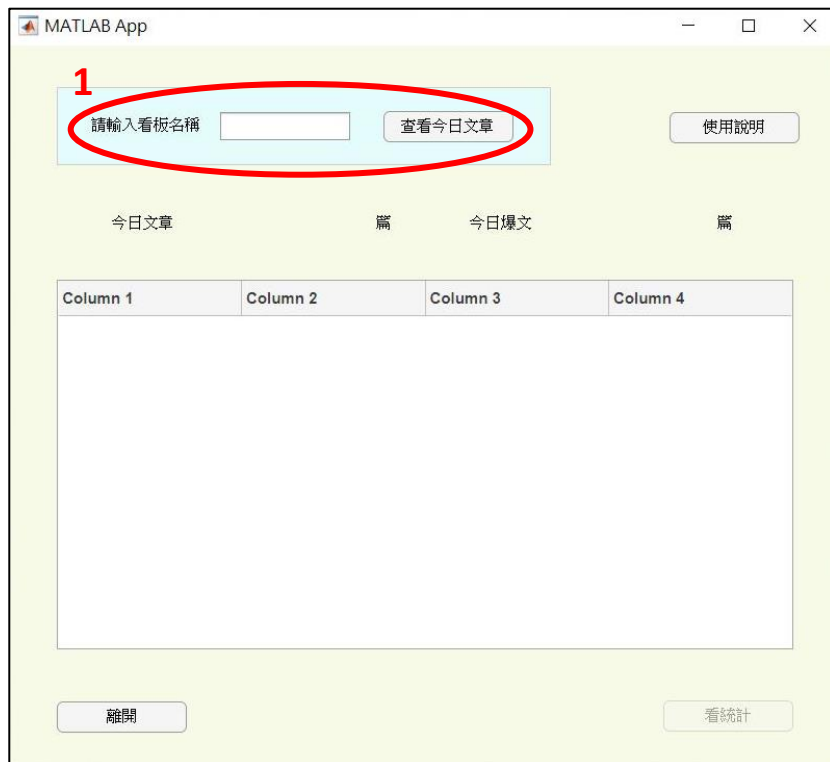 MATLAB App
1
請輸入看板名稱 查看今日文章 使用說明
今日文章 篇 今日爆文 篇
Column 1 Column 2 Column 3 Column 4
離開 看統計